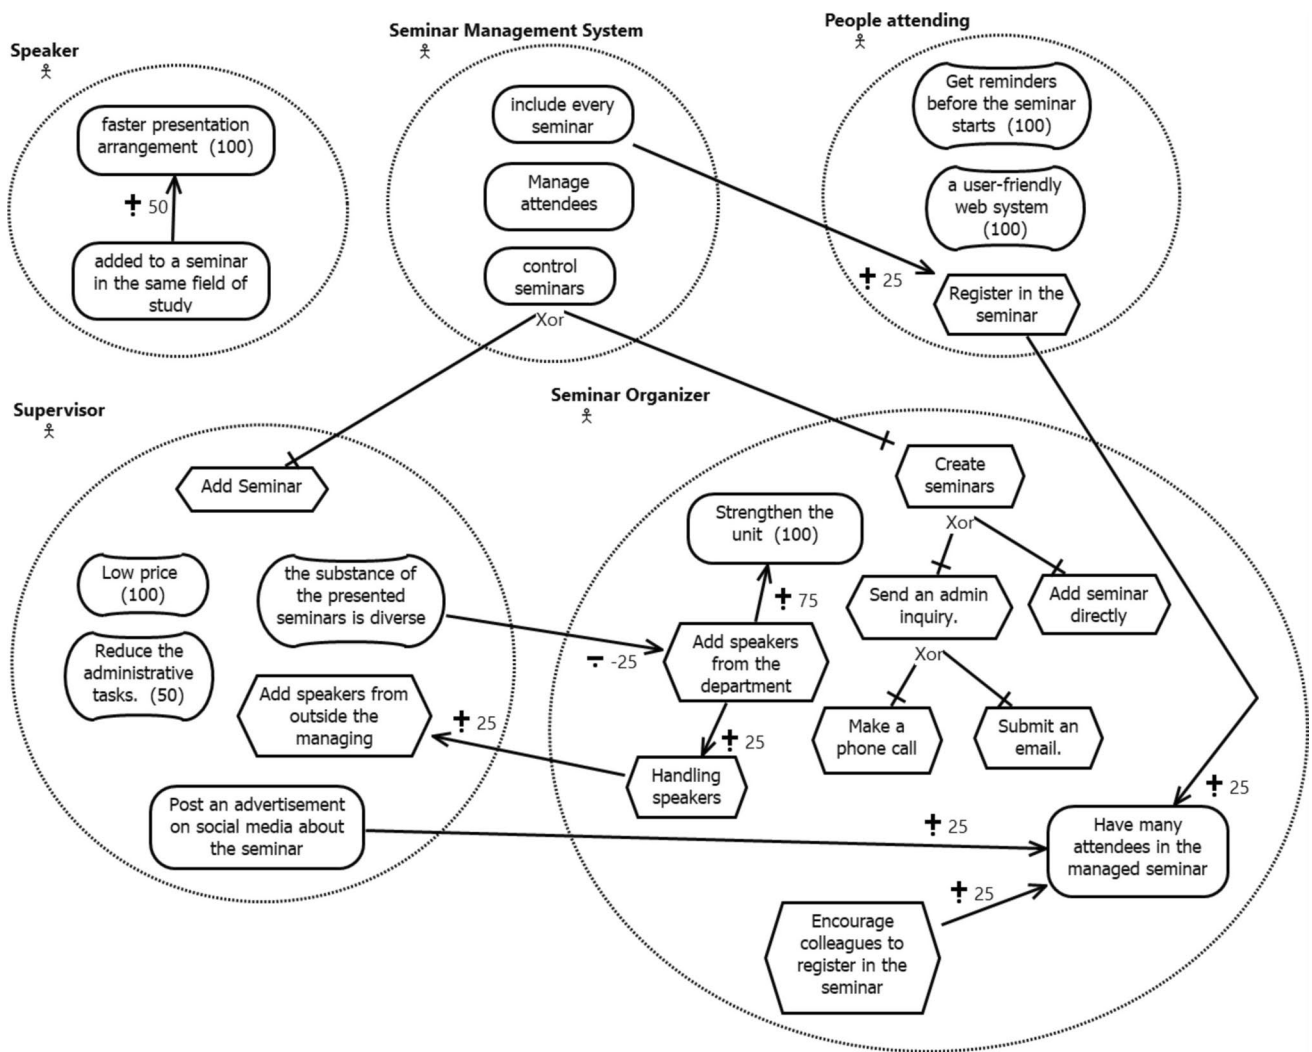 Speaker
faster presentation
arrangement (100)
50
added to a seminar
in the same field of
study
Seminar Management System
include every
seminar
Manage
attendees
control
seminars
Xor
People attending
Get reminders
before the seminar
starts (100)
a user-friendly
web system
(100)
25
Register in the
seminar
Supervisor
Add Seminar
Low price
(100)
the substance of
the presented
seminars is diverse
Reduce the
administrative
tasks. (50)
Add speakers from
outside the
managing
25
Post an advertisement
on social media about
the seminar
Seminar Organizer
Create
seminars
Xor
Strengthen the
unit (100)
75
Send an admin
inquiry.
Add seminar
directly
-25
Add speakers
from the
department
Xor
25
Make a
phone call
Submit an
email.
Handling
speakers
25
25
Have many
attendees in the
managed seminar
25
Encourage
colleagues to
register in the
seminar